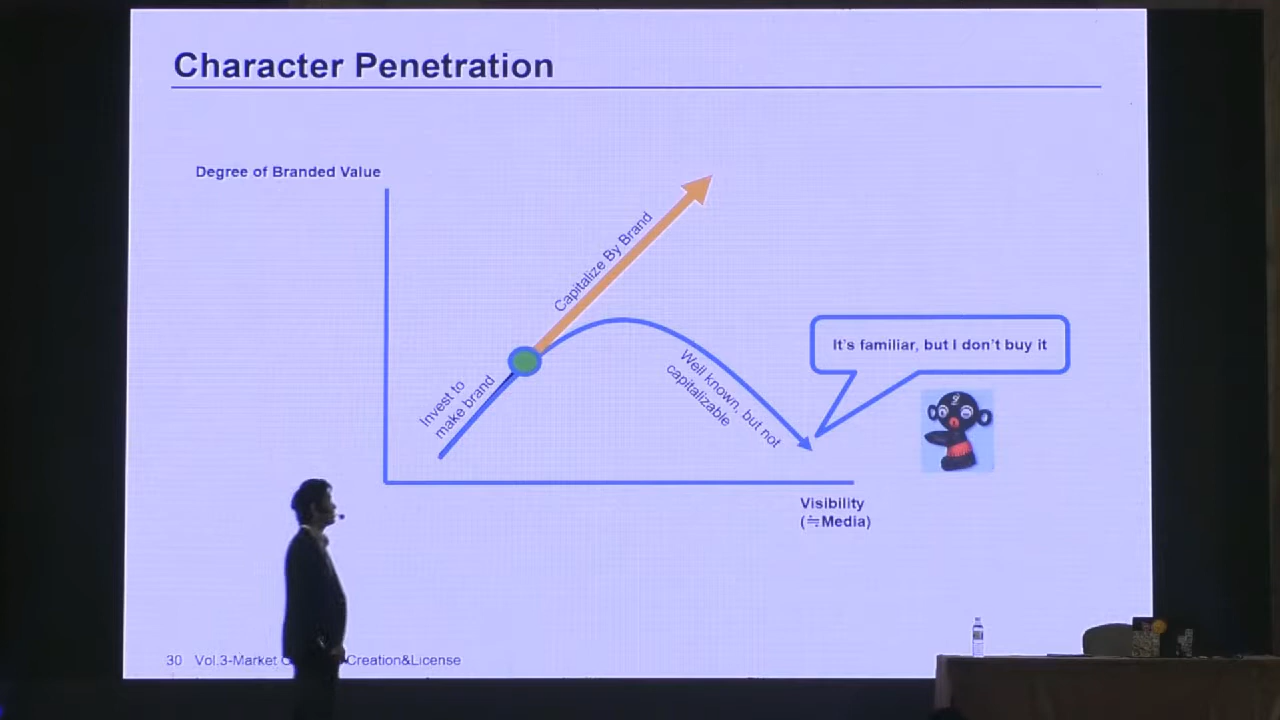 Character Penetration
Degree of Branded Value
Capitalize By Brand
Invest to
make brand
Well known, but not
capitalizable
It's familiar, but I don't buy it
Visibility
(≒Media)
30 Vol.3-Market Creation&License